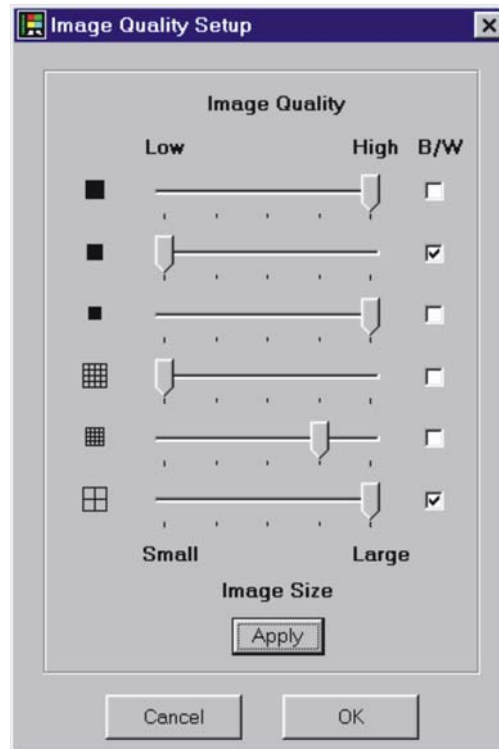 Image Quality Setup
Image Quality
Low High B/W
Small Large
Image Size
Apply
Cancel OK